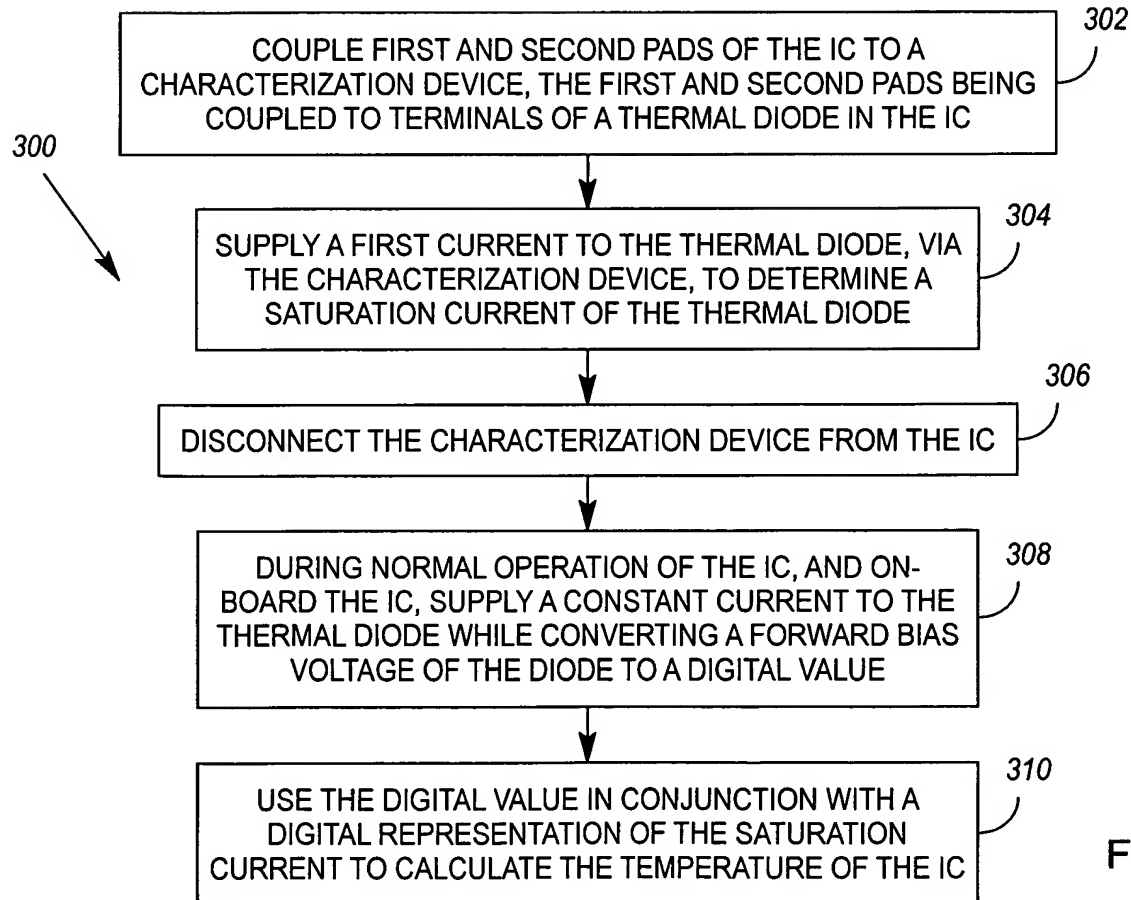 302
COUPLE FIRST AND SECOND PADS OF THE IC TO A
CHARACTERIZATION DEVICE, THE FIRST AND SECOND PADS BEING
COUPLED TO TERMINALS OF A THERMAL DIODE IN THE IC
300
304
SUPPLY A FIRST CURRENT TO THE THERMAL DIODE, VIA
THE CHARACTERIZATION DEVICE, TO DETERMINE A
SATURATION CURRENT OF THE THERMAL DIODE
306
DISCONNECT THE CHARACTERIZATION DEVICE FROM THE IC
308
DURING NORMAL OPERATION OF THE IC, AND ON-
BOARD THE IC, SUPPLY A CONSTANT CURRENT TO THE
THERMAL DIODE WHILE CONVERTING A FORWARD BIAS
VOLTAGE OF THE DIODE TO A DIGITAL VALUE
310
USE THE DIGITAL VALUE IN CONJUNCTION WITH A
DIGITAL REPRESENTATION OF THE SATURATION
CURRENT TO CALCULATE THE TEMPERATURE OF THE IC
F